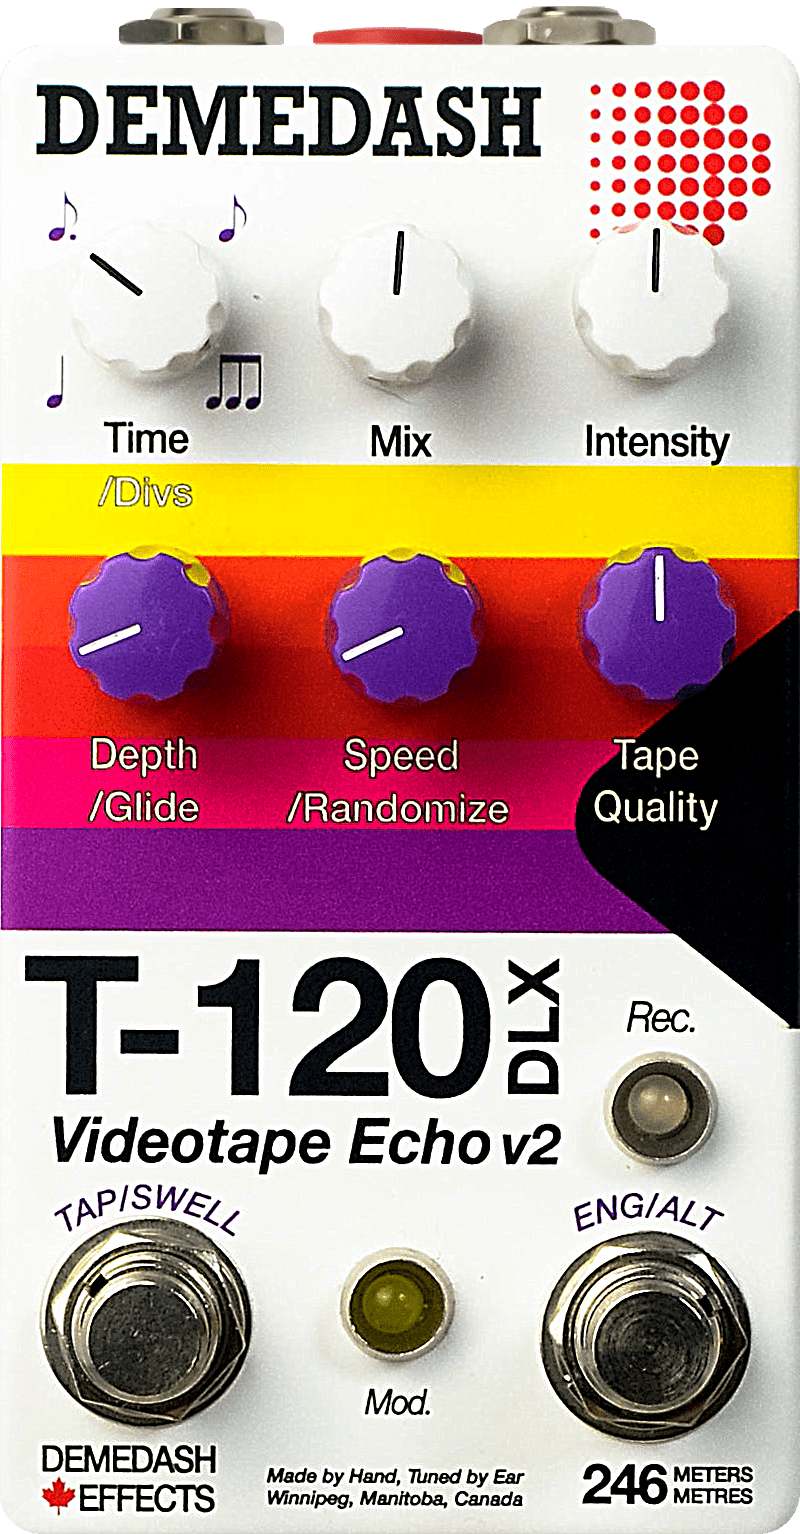 DEMEDASH
Time
Mix
Intensity
/Divs
Depth
/Glide
Speed
/Randomize
Tape
Quality
T-120 DLX
Rec.
Videotape Echo v2
TAP/SWELL
ENG/ALT
Mod.
DEMEDASH
EFFECTS
Made by Hand, Tuned by Ear
Winnipeg, Manitoba, Canada
246 METERS
METRES